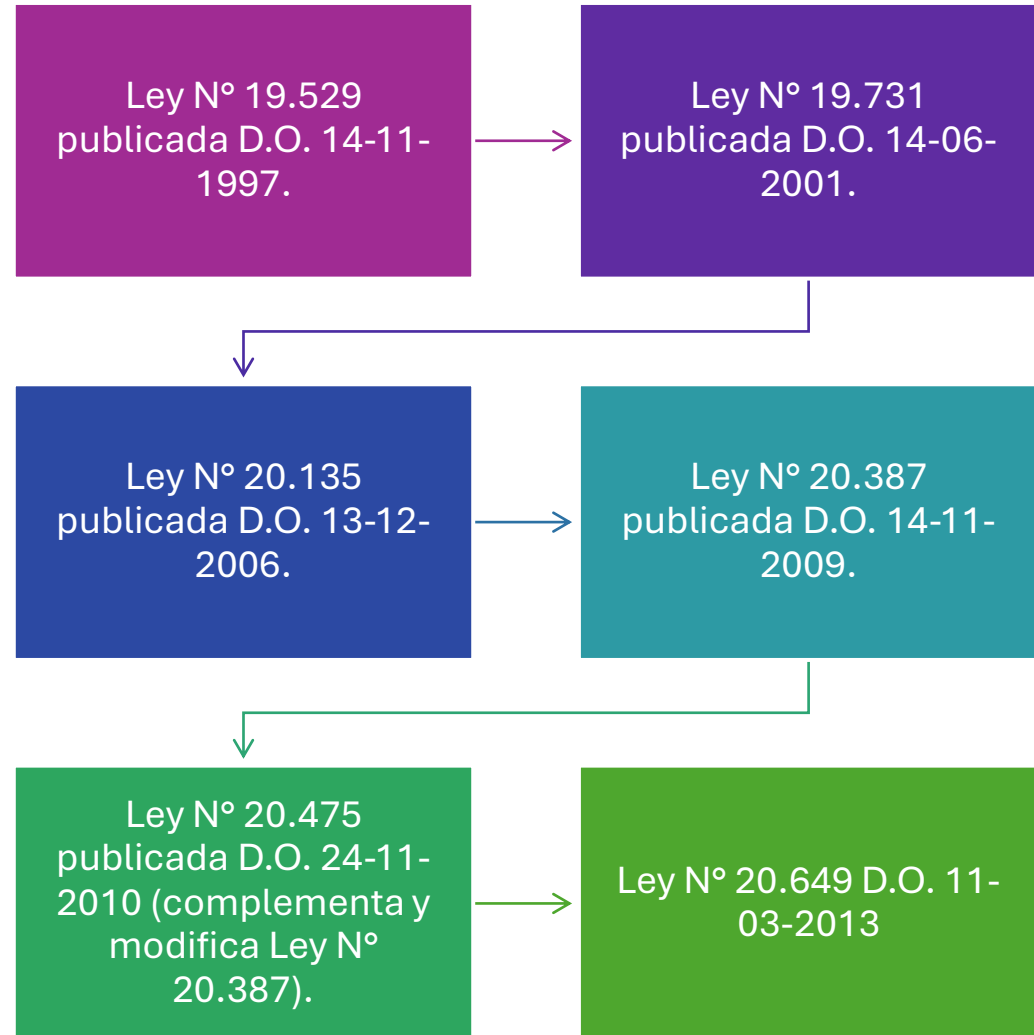 Ley N° 19.529
publicada D.O. 14-11-
1997.
Ley N° 19.731
publicada D.O. 14-06-
2001.
Ley N° 20.135
publicada D.O. 13-12-
2006.
Ley N° 20.387
publicada D.O. 14-11-
2009.
Ley N° 20.475
publicada D.O. 24-11-
2010 (complementa y
modifica Ley N°
20.387).
Ley N° 20.649 D.O. 11-
03-2013